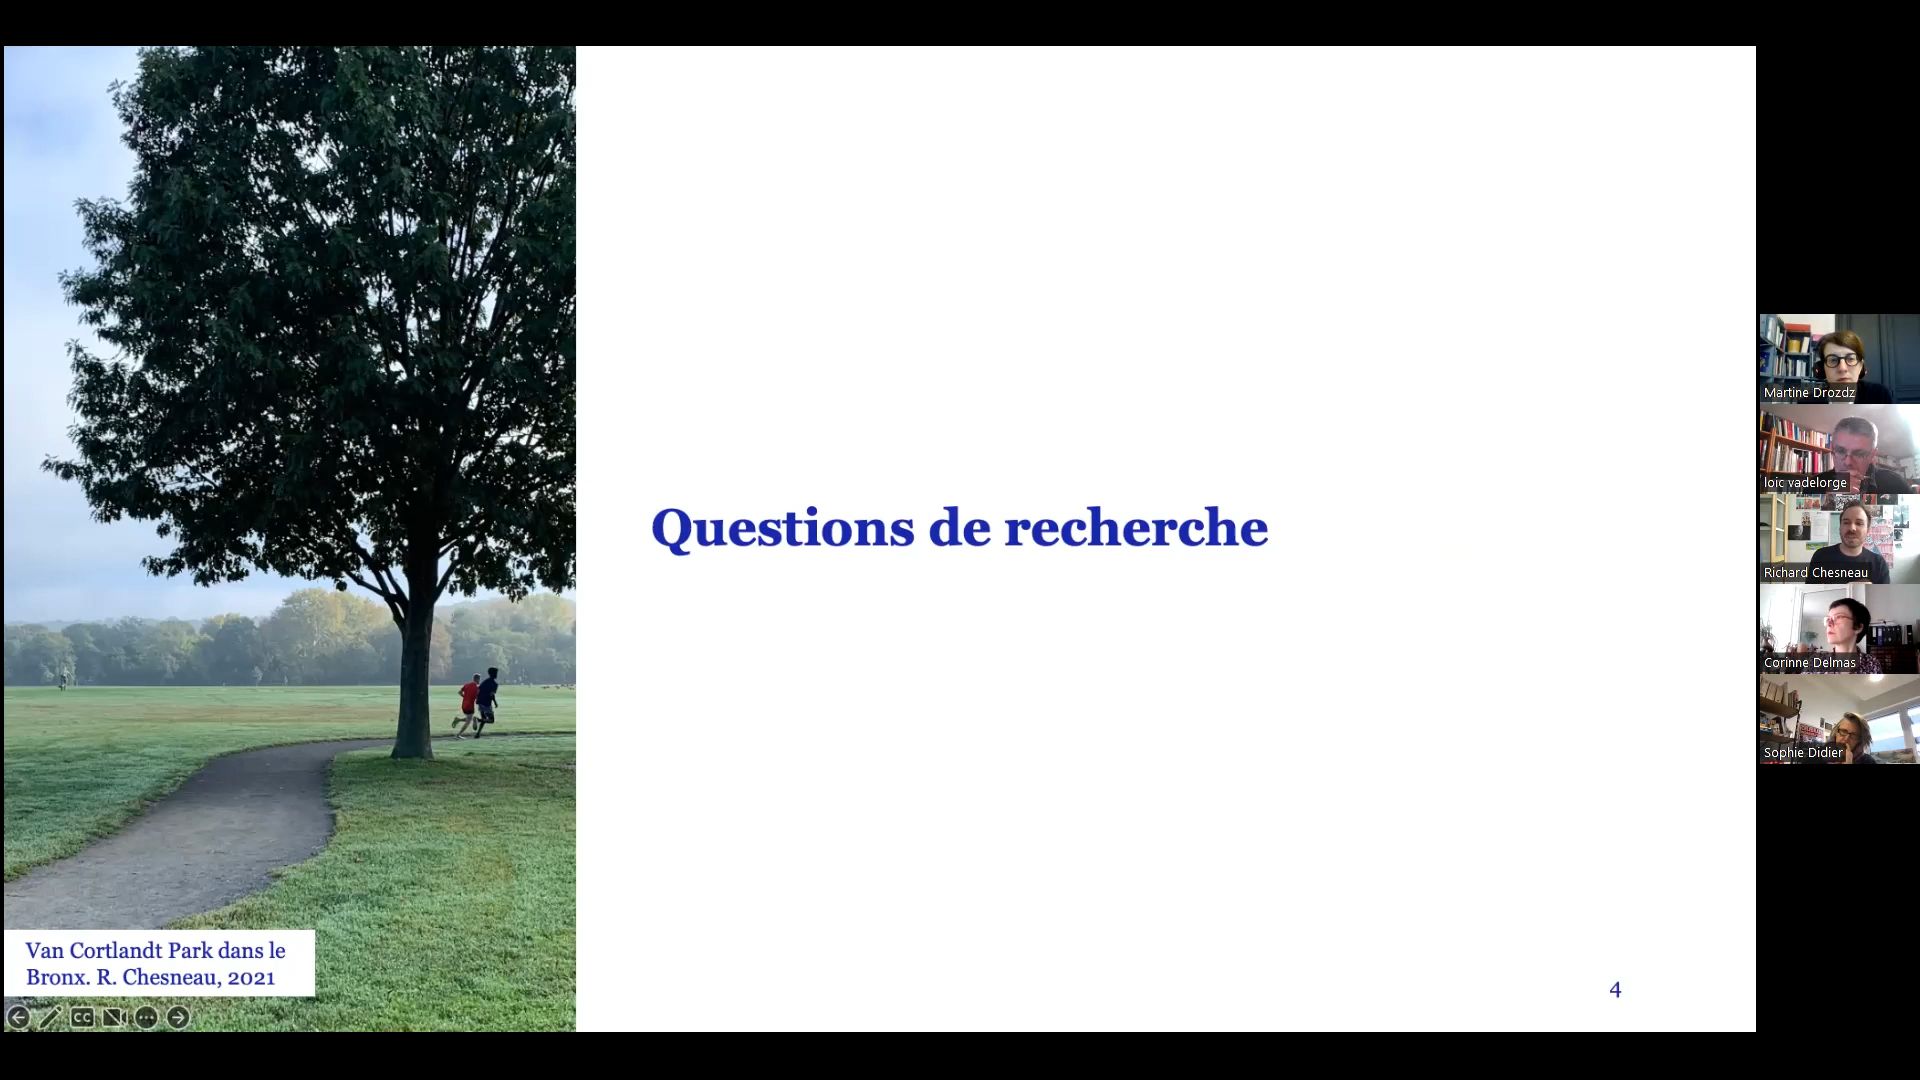 Questions de recherche
Van Cortlandt Park dans le
Bronx. R. Chesneau, 2021
4
CC
Martine Drozdz
loic vadelorge
Richard Chesneau
Corinne Delmas
Sophie Didier